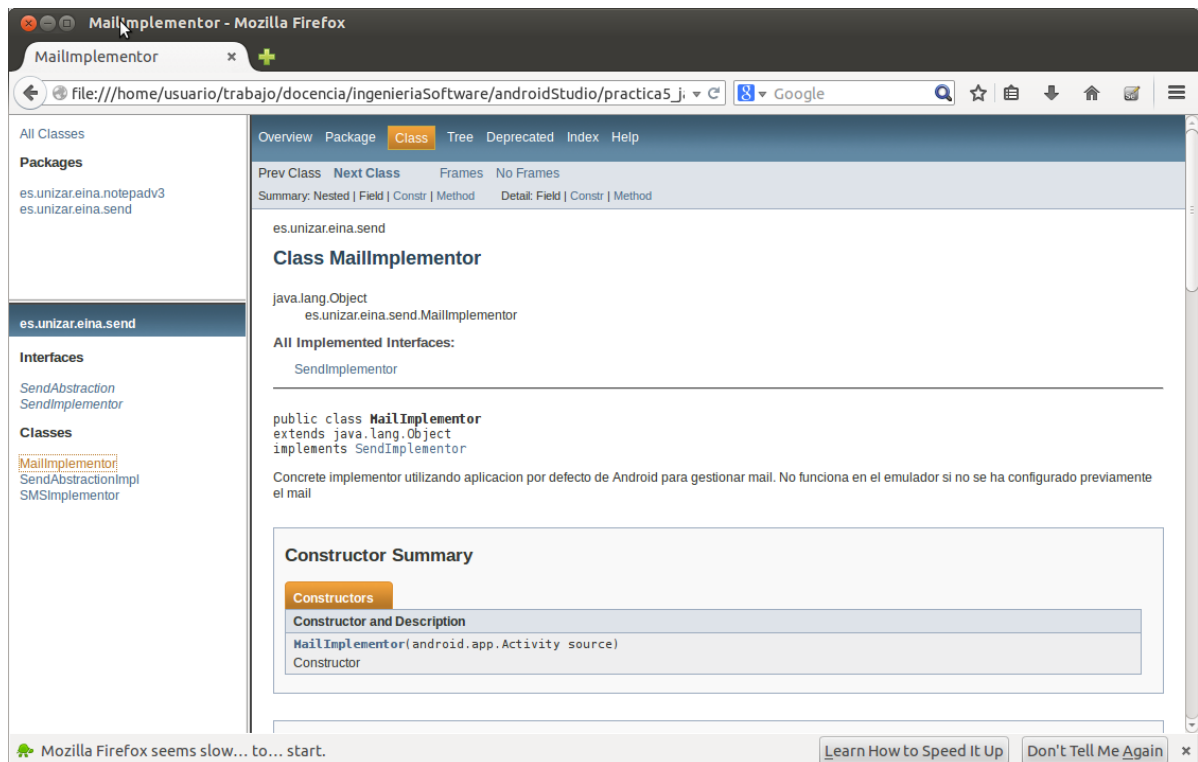 MailImplementor - Mozilla Firefox
MailImplementor
file:///home/usuario/trabajo/docencia/ingenieriaSoftware/androidStudio/practica5_j
Google
All Classes
Packages
es.unizar.eina.notepadv3
es.unizar.eina.send
es.unizar.eina.send
Interfaces
SendAbstraction
SendImplementor
Classes
MailImplementor
SendAbstractionImpl
SMSImplementor
Overview Package Class Tree Deprecated Index Help
Prev Class Next Class Frames No Frames
Summary: Nested | Field | Constr | Method Detail: Field | Constr | Method
es.unizar.eina.send
Class MailImplementor
java.lang.Object
es.unizar.eina.send.MailImplementor
All Implemented Interfaces:
SendImplementor
public class MailImplementor
extends java.lang.Object
implements SendImplementor
Concrete implementor utilizando aplicacion por defecto de Android para gestionar mail. No funciona en el emulador si no se ha configurado previamente
el mail
Constructor Summary
Constructors
Constructor and Description
MailImplementor(android.app.Activity source)
Constructor
Mozilla Firefox seems slow... to... start.
Learn How to Speed It Up
Don't Tell Me Again